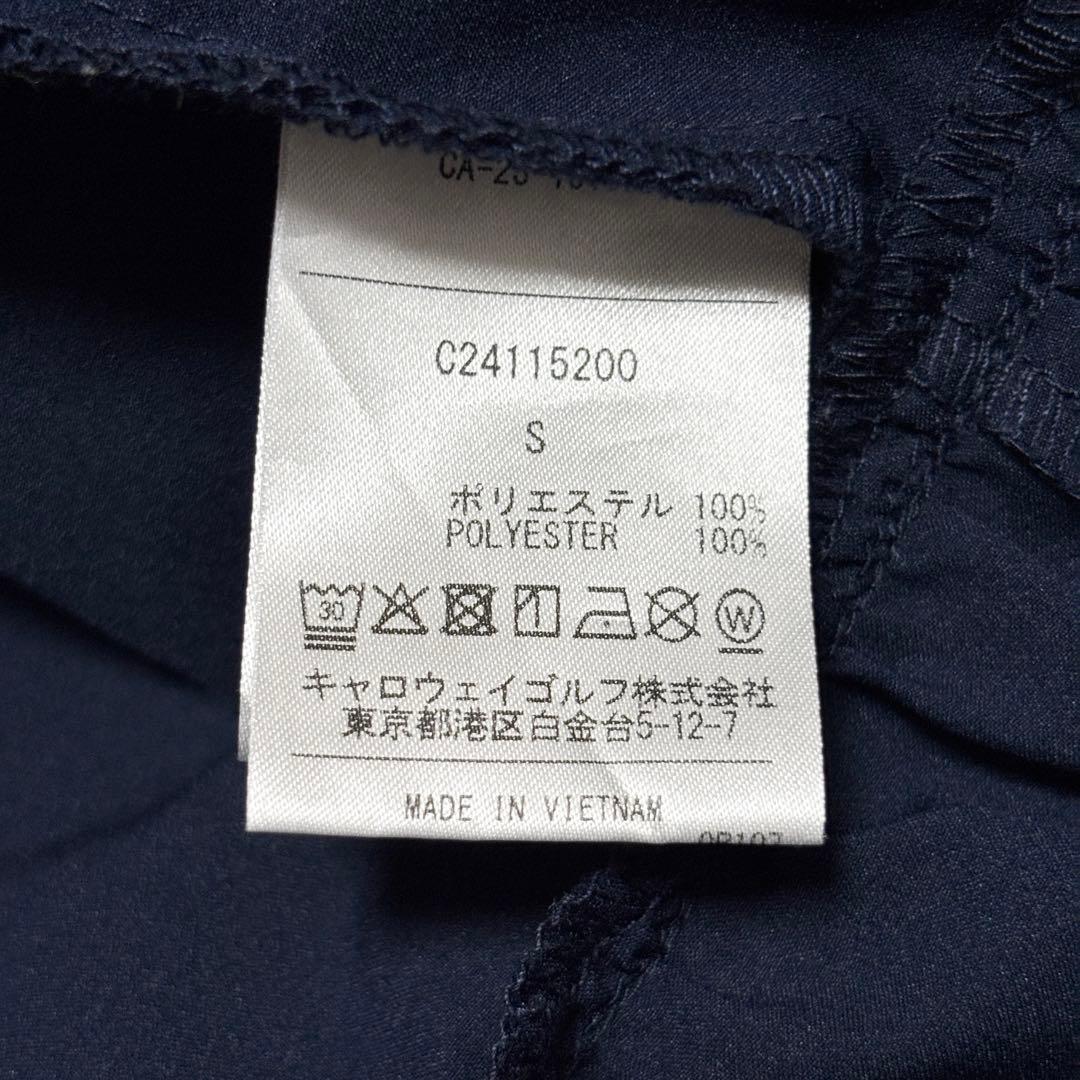 C24115200
S
ポリエステル 100%
POLYESTER 100%
30
W
キャロウェイゴルフ株式会社
東京都港区白金台5-12-7
MADE IN VIETNAM